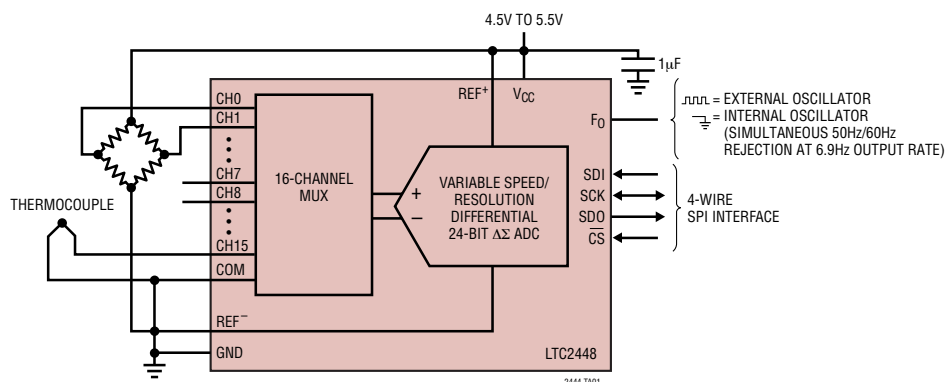 4.5V TO 5.5V
1µF
CH0
CH1
CH7
CH8
CH15
COM
REF⁻
GND
REF⁺
VCC
FO
SDI
SCK
SDO
CS
16-CHANNEL
MUX
+
−
VARIABLE SPEED/
RESOLUTION
DIFFERENTIAL
24-BIT ΔΣ ADC
THERMOCOUPLE
= EXTERNAL OSCILLATOR
= INTERNAL OSCILLATOR
(SIMULTANEOUS 50Hz/60Hz
REJECTION AT 6.9Hz OUTPUT RATE)
4-WIRE
SPI INTERFACE
LTC2448
2444 TA01